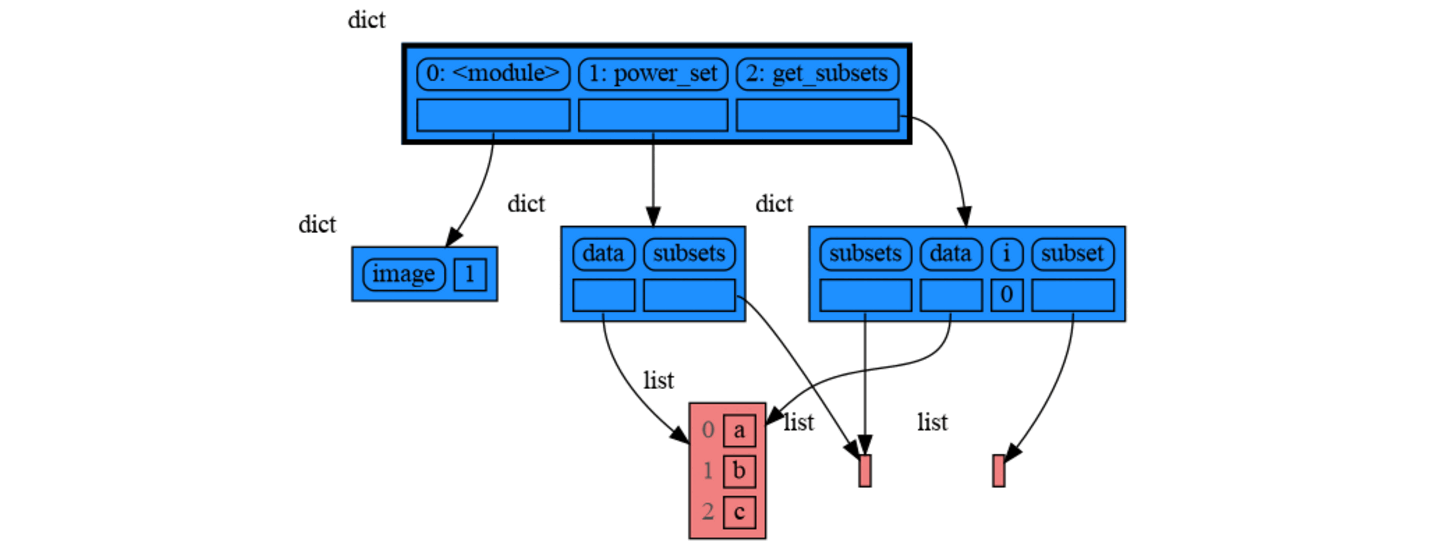 dict
0: <module> 1: power_set 2: get_subsets
dict dict dict
image 1
data subsets
subsets data i subset
0
list
list list
0 a
1 b
2 c